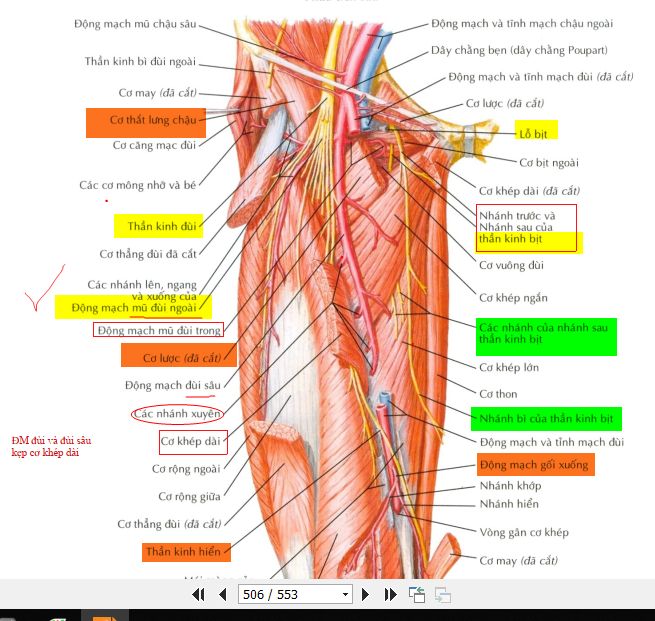 Động mạch mũ chậu sâu
Thần kinh bì đùi ngoài
Cơ may (đã cắt)
Cơ thắt lưng chậu
Cơ căng mạc đùi
Các cơ mông nhỡ và bé
Thần kinh đùi
Cơ thẳng đùi đã cắt
Các nhánh lên, ngang
và xuống của
Động mạch mũ đùi ngoài
Động mạch mũ đùi trong
Cơ lược (đã cắt)
Động mạch đùi sâu
Các nhánh xuyên
Cơ khép dài
ĐM đùi và đùi sâu
kẹp cơ khép dài
Cơ rộng ngoài
Cơ rộng giữa
Cơ thẳng đùi (đã cắt)
Thần kinh hiển
Động mạch và tĩnh mạch chậu ngoài
Dây chằng bẹn (dây chằng Poupart)
Động mạch và tĩnh mạch đùi (đã cắt)
Cơ lược (đã cắt)
Lỗ bịt
Cơ bịt ngoài
Cơ khép dài (đã cắt)
Nhánh trước và
Nhánh sau của
thần kinh bịt
Cơ vuông đùi
Cơ khép ngắn
Các nhánh của nhánh sau
thần kinh bịt
Cơ khép lớn
Cơ thon
Nhánh bì của thần kinh bịt
Động mạch và tỉnh mạch đùi
Động mạch gối xuống
Nhánh khớp
Nhánh hiển
Vòng gân cơ khép
Cơ may (đã cắt)
506 / 553